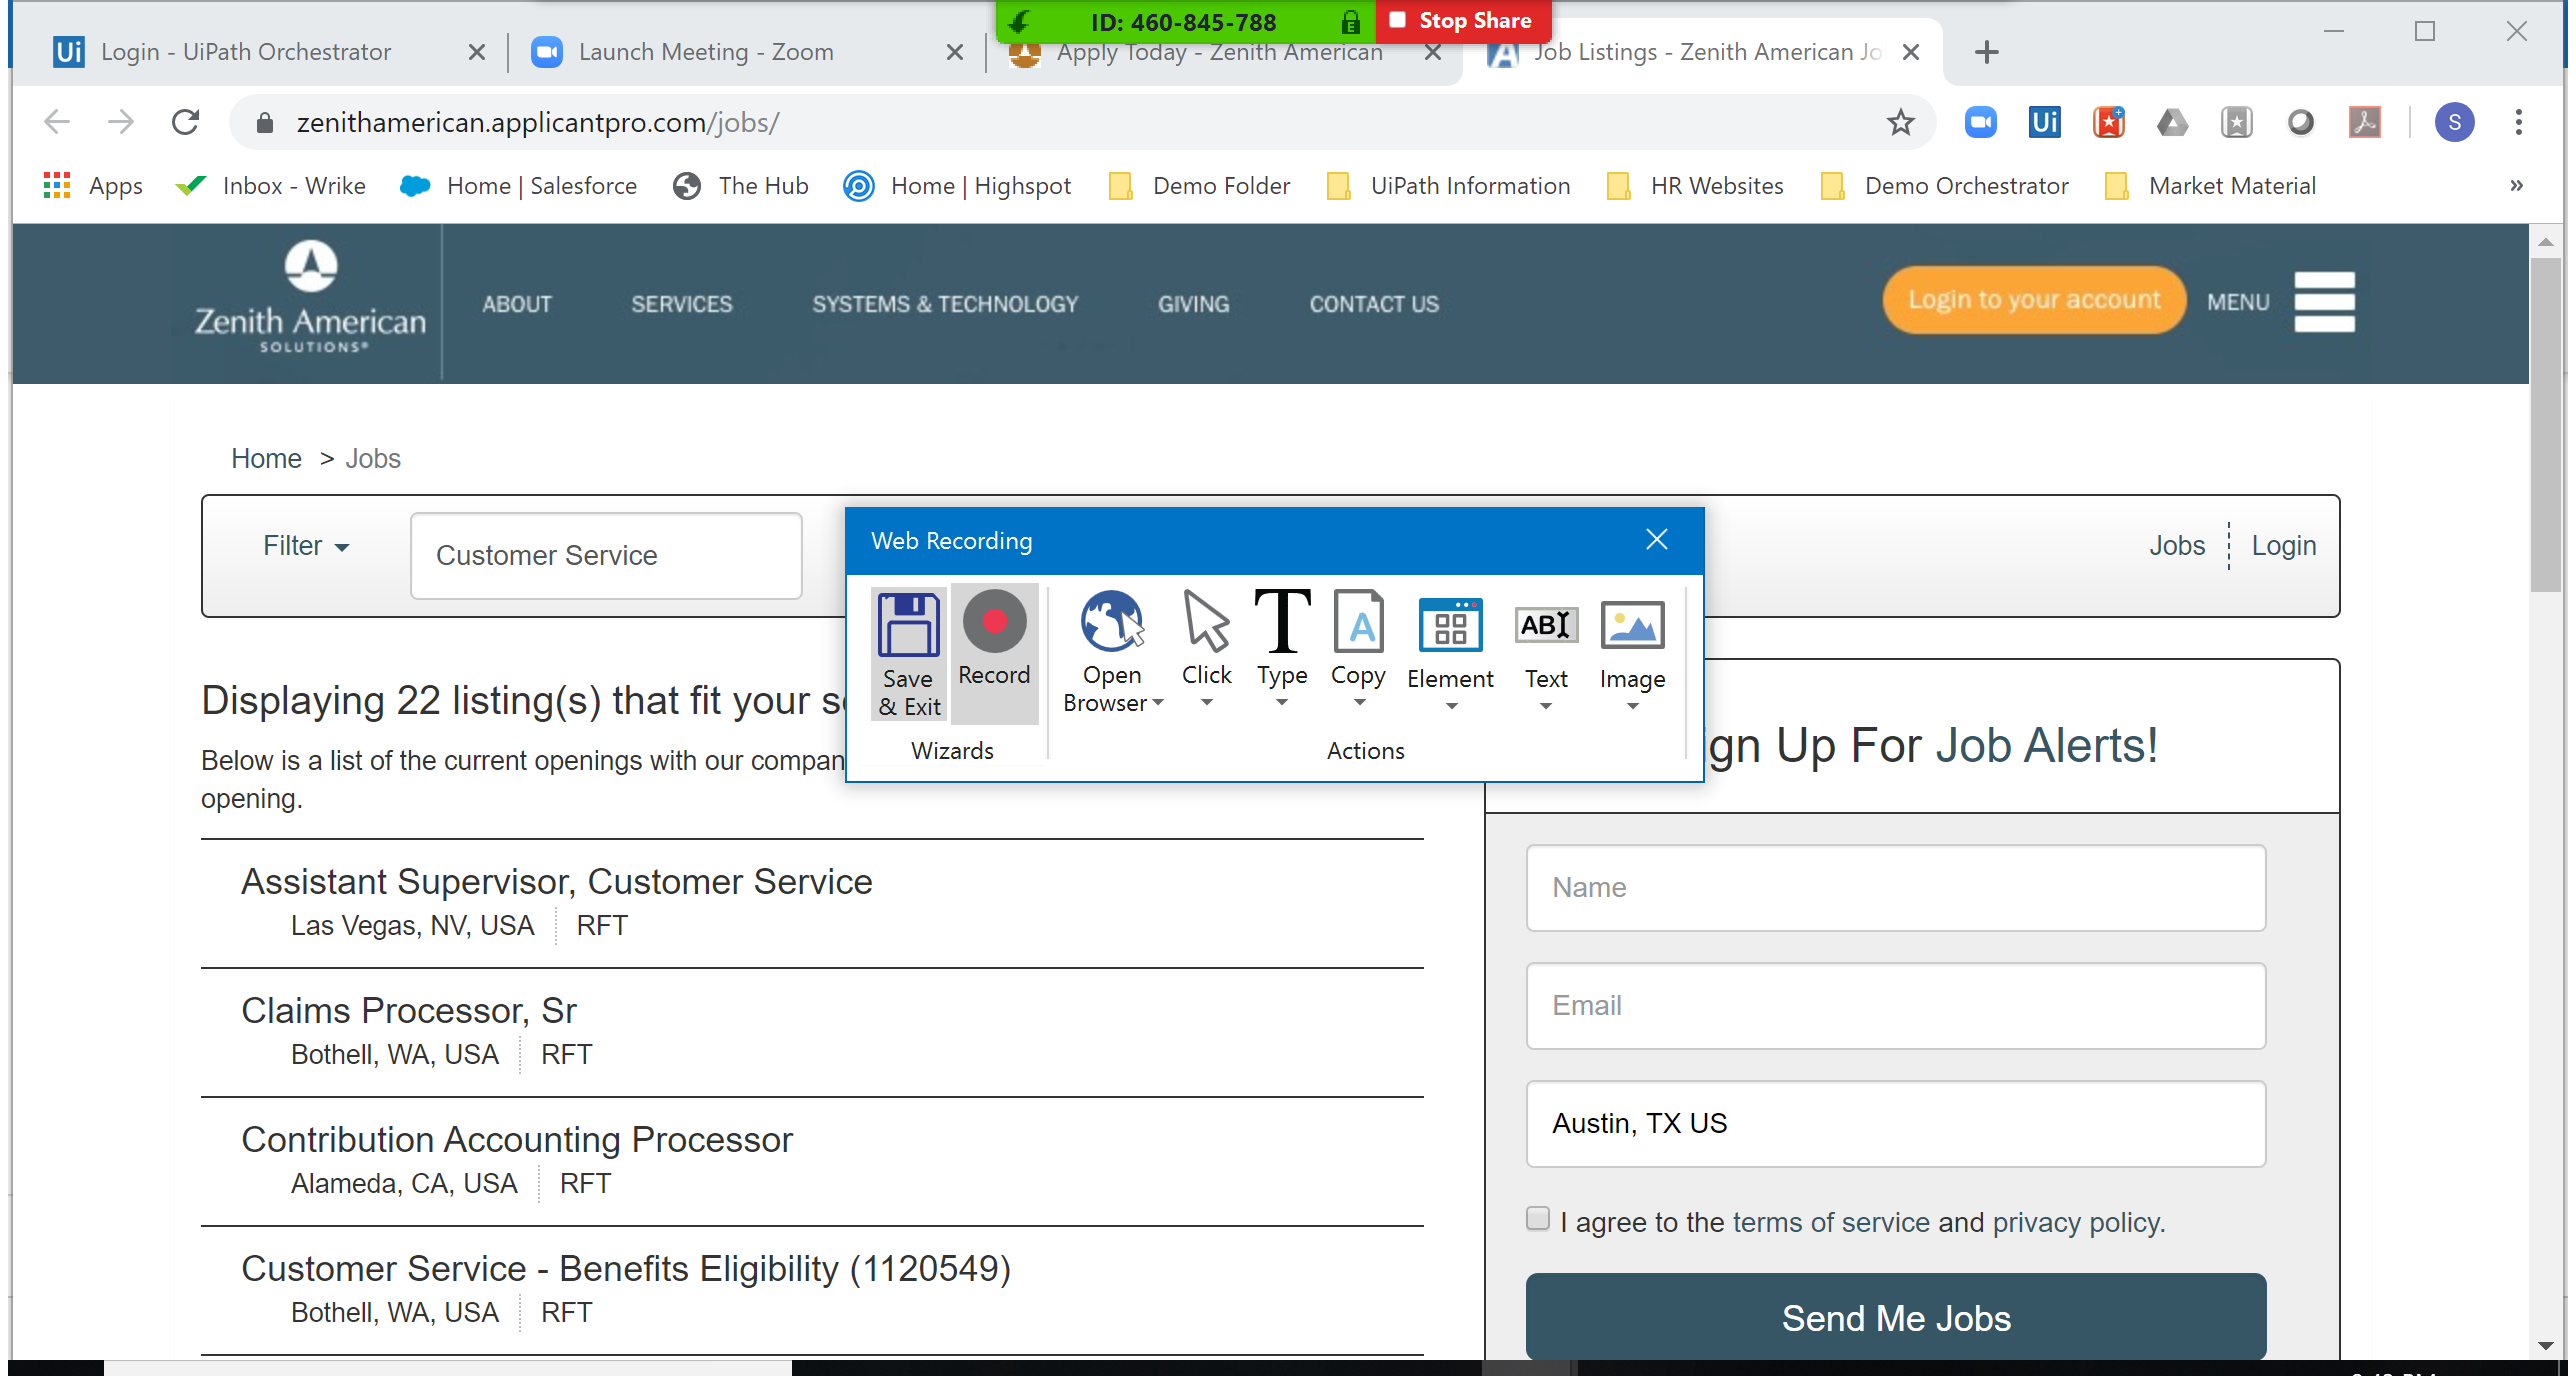 ID: 460-845-788
Stop Share
Login - UiPath Orchestrator
Launch Meeting - Zoom
Apply Today - Zenith American
Job Listings - Zenith American Jo
zenithamerican.applicantpro.com/jobs/
S
Apps
Inbox - Wrike
Home | Salesforce
The Hub
Home | Highspot
Demo Folder
UiPath Information
HR Websites
Demo Orchestrator
Market Material
»
Zenith American
SOLUTIONS®
ABOUT
SERVICES
SYSTEMS & TECHNOLOGY
GIVING
CONTACT US
Login to your account
MENU
Home > Jobs
Filter
Customer Service
Jobs
Login
Web Recording
Save & Exit
Record
Open Browser
Click
Type
Copy
Element
Text
Image
Wizards
Actions
Displaying 22 listing(s) that fit your
Below is a list of the current openings with our
opening.
Assistant Supervisor, Customer Service
Las Vegas, NV, USA
RFT
Claims Processor, Sr
Bothell, WA, USA
RFT
Contribution Accounting Processor
Alameda, CA, USA
RFT
Customer Service - Benefits Eligibility (1120549)
Bothell, WA, USA
RFT
Up For Job Alerts!
Name
Email
Austin, TX US
I agree to the terms of service and privacy policy.
Send Me Jobs